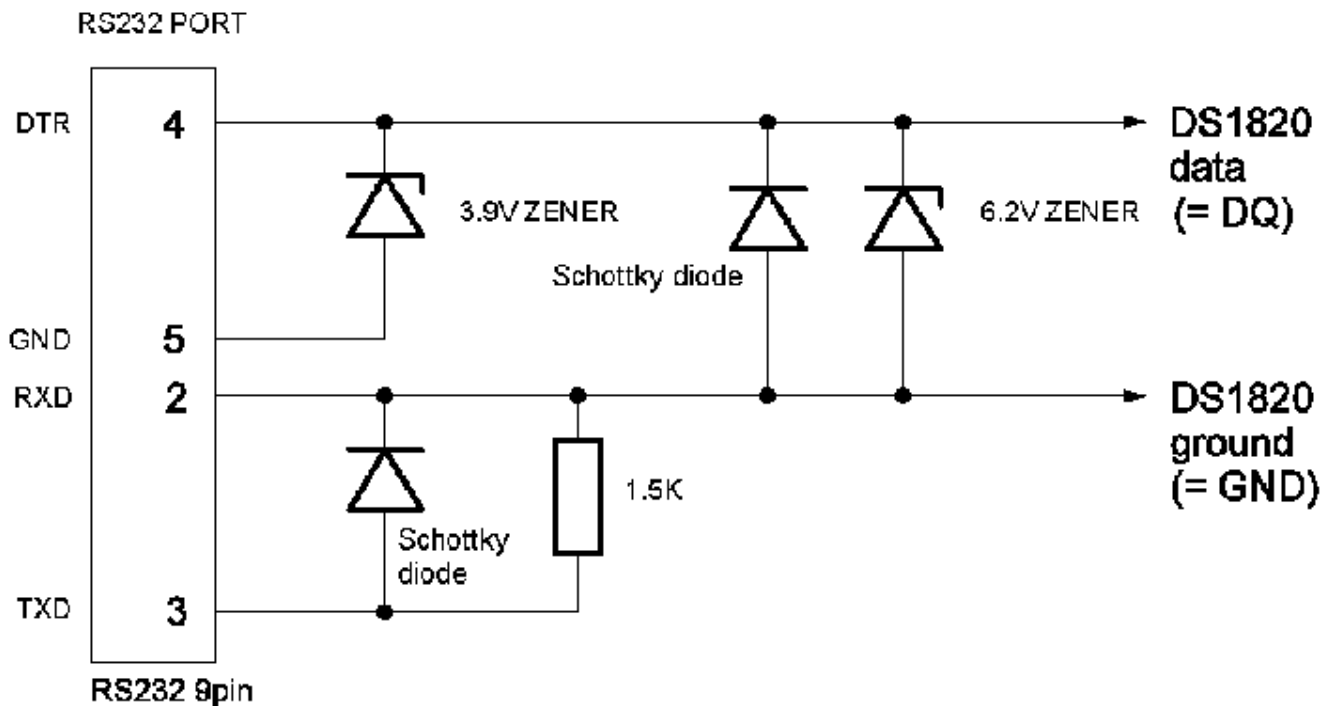 RS232 PORT
DTR
4
DS1820
data
(= DQ)
3.9V ZENER
6.2V ZENER
Schottky diode
GND
5
RXD
2
DS1820
ground
(= GND)
1.5K
Schottky
diode
TXD
3
RS232 9pin